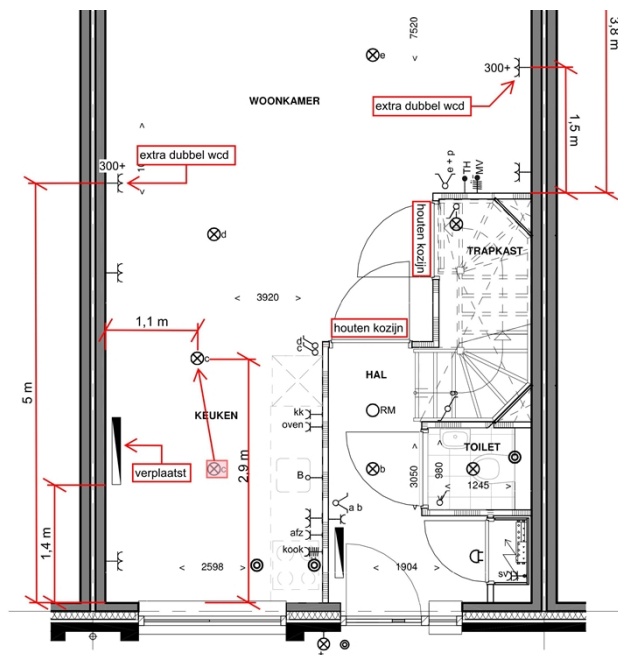 7520
3,8 m
e
300+
WOONKAMER
extra dubbel wcd
1,5 m
extra dubbel wcd
300+
e + p
TH
MV
d
TRAPKAST
houten kozijn
3920
1,1 m
houten kozijn
d
c
c
HAL
5 m
KEUKEN
kk
oven
RM
g
TOILET
verplaatst
c
2,9 m
B
b
3050
980
1245
1,4 m
a b
afz
kook
2598
1904